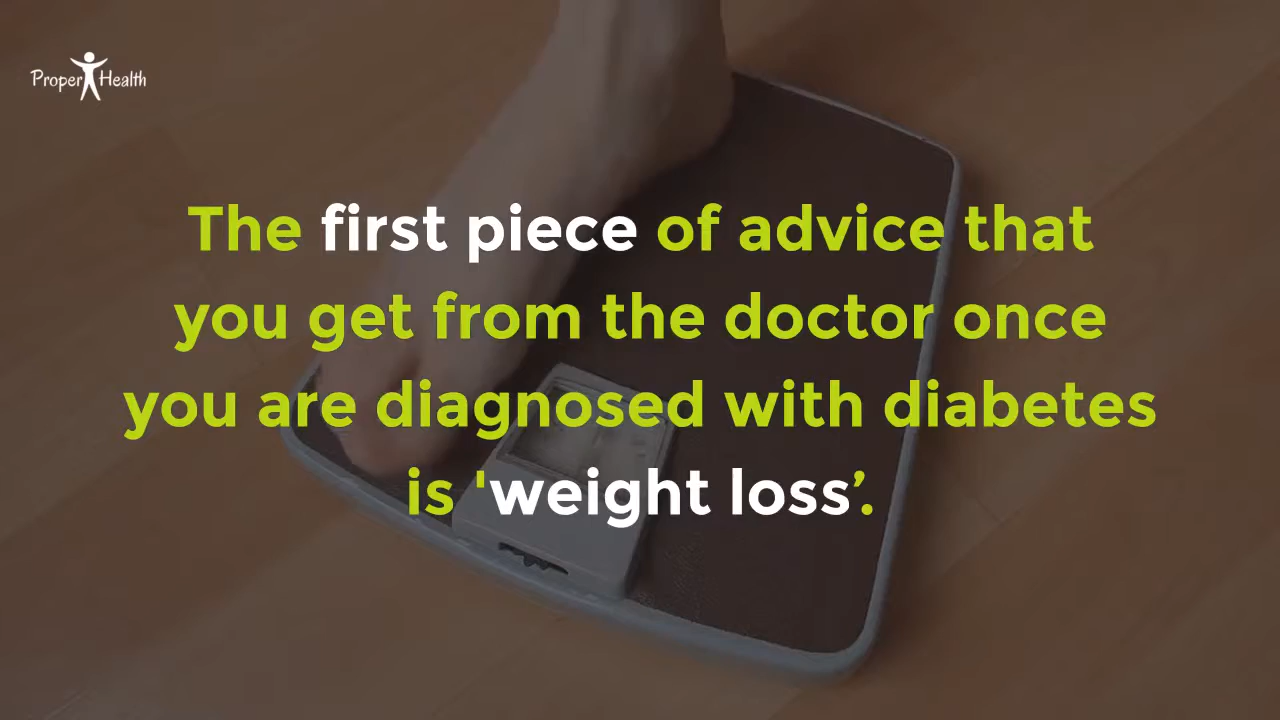 Proper Health
The first piece of advice that
you get from the doctor once
you are diagnosed with diabetes
is 'weight loss’.